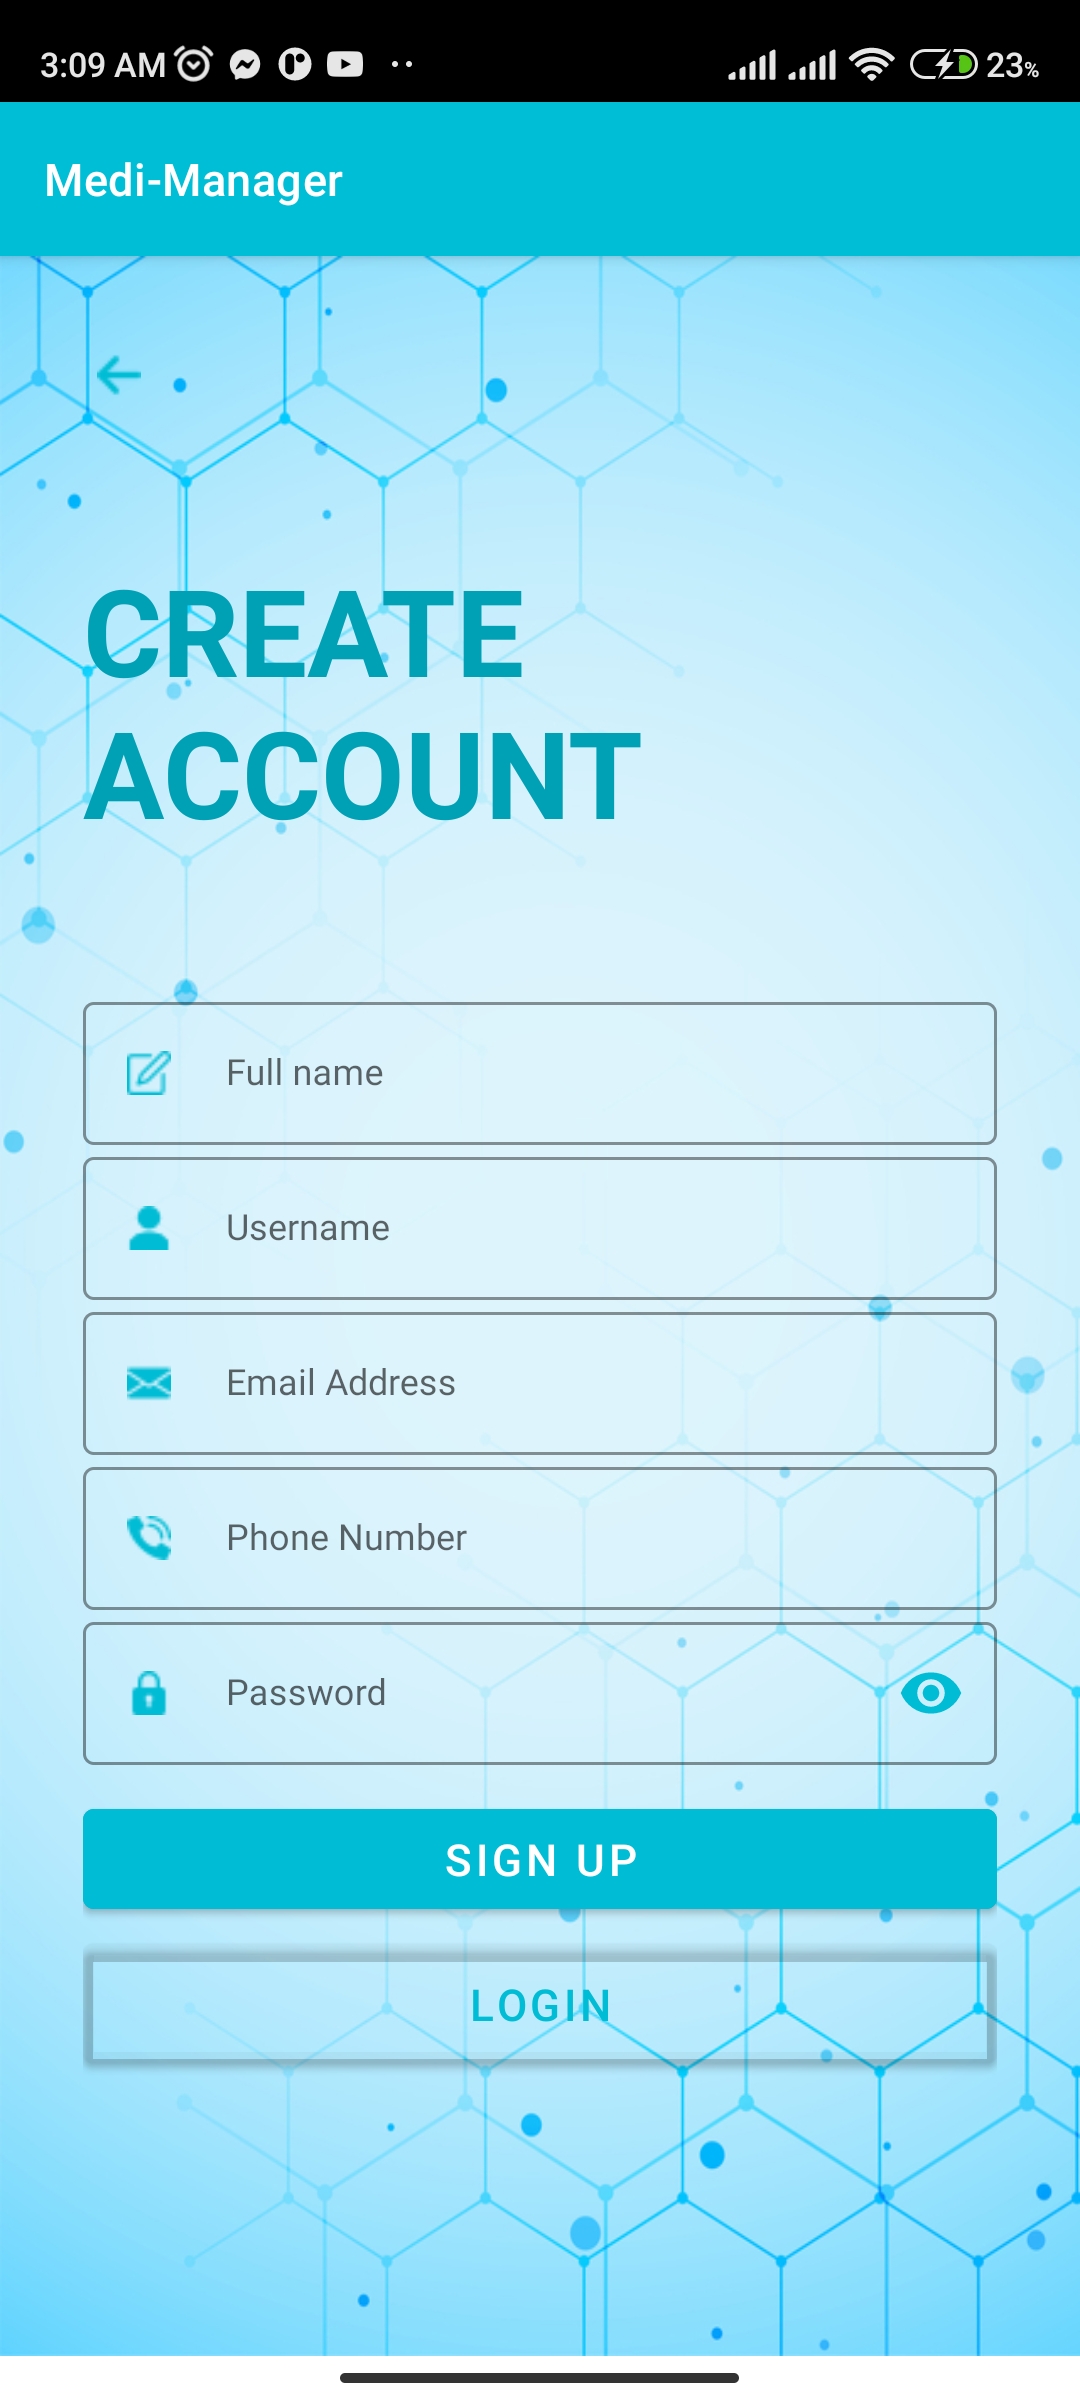 3:09 AM 23%
Medi-Manager
CREATE
ACCOUNT
Full name
Username
Email Address
Phone Number
Password
SIGN UP
LOGIN